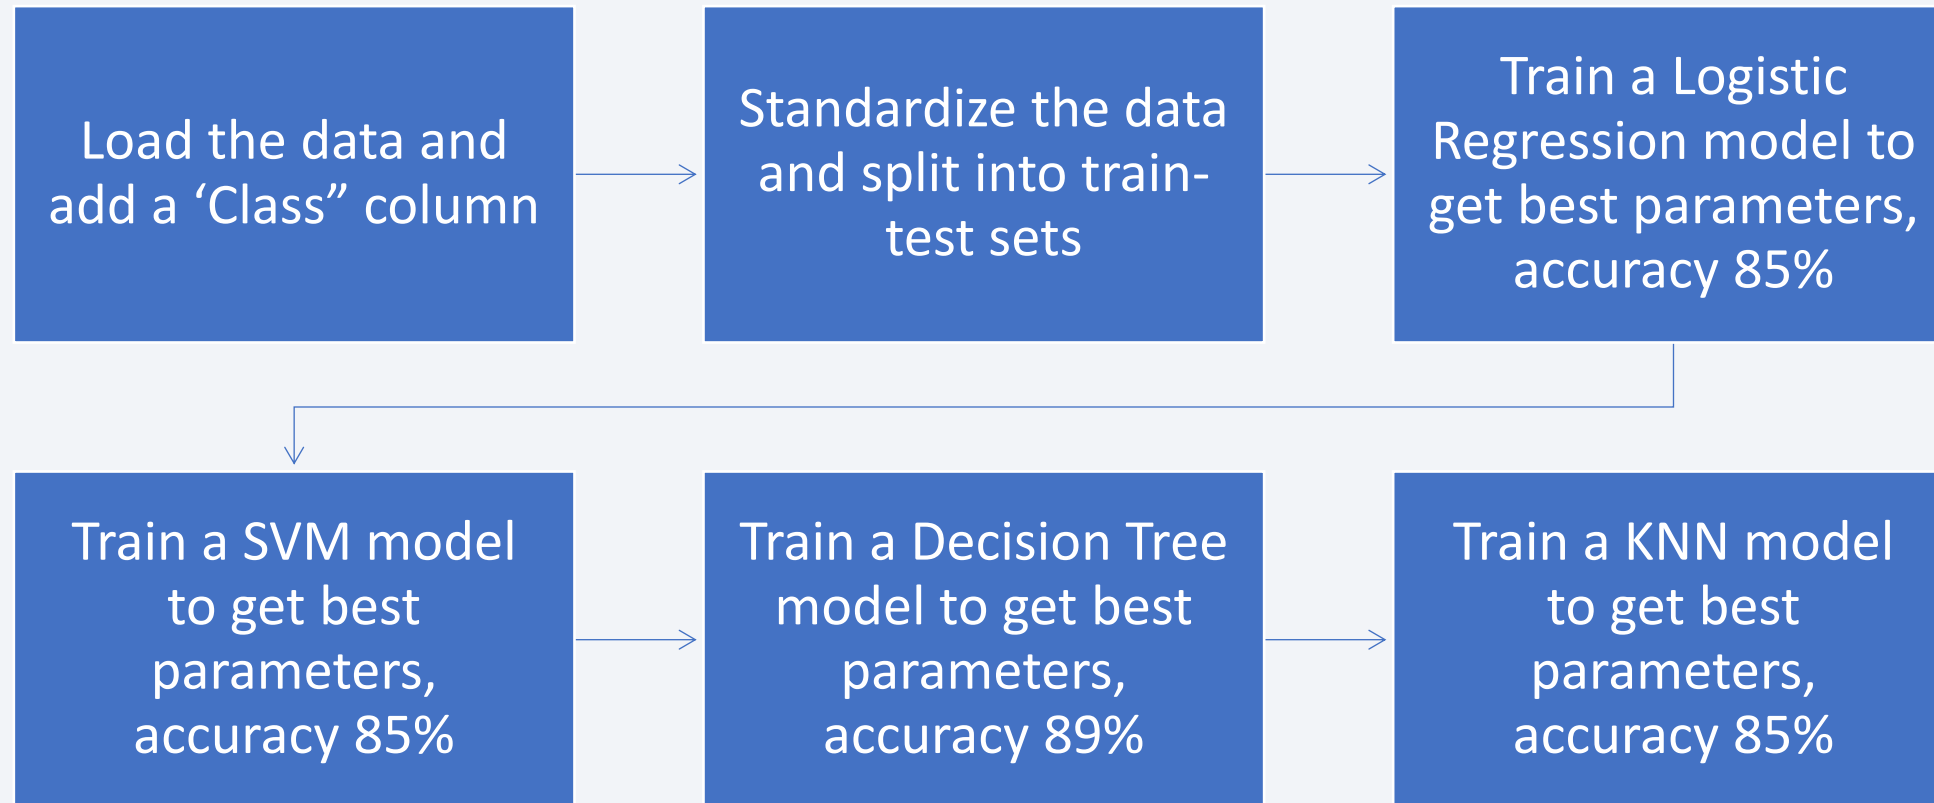 Load the data and
add a ‘Class” column
Standardize the data
and split into train-
test sets
Train a Logistic
Regression model to
get best parameters,
accuracy 85%
Train a SVM model
to get best
parameters,
accuracy 85%
Train a Decision Tree
model to get best
parameters,
accuracy 89%
Train a KNN model
to get best
parameters,
accuracy 85%